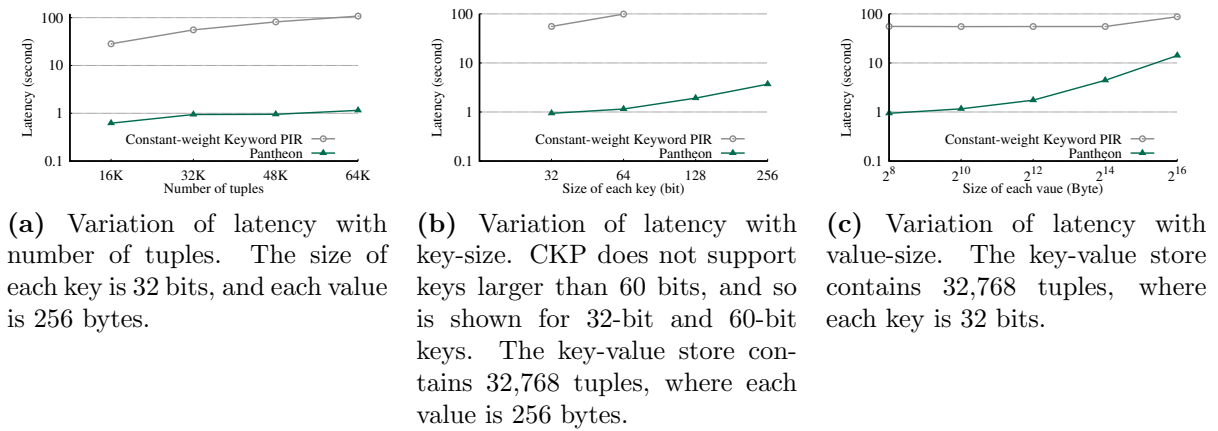 100
10
1
0.1
Latency (second)
Constant-weight Keyword PIR
Pantheon
16K 32K 48K 64K
Number of tuples
100
10
1
0.1
Latency (second)
Constant-weight Keyword PIR
Pantheon
32 64 128 256
Size of each key (bit)
100
10
1
0.1
Latency (second)
Constant-weight Keyword PIR
Pantheon
2^8 2^10 2^12 2^14 2^16
Size of each vaue (Byte)
(a) Variation of latency with
number of tuples. The size of
each key is 32 bits, and each value
is 256 bytes.
(b) Variation of latency with
key-size. CKP does not support
keys larger than 60 bits, and so
is shown for 32-bit and 60-bit
keys. The key-value store con-
tains 32,768 tuples, where each
value is 256 bytes.
(c) Variation of latency with
value-size. The key-value store
contains 32,768 tuples, where
each key is 32 bits.